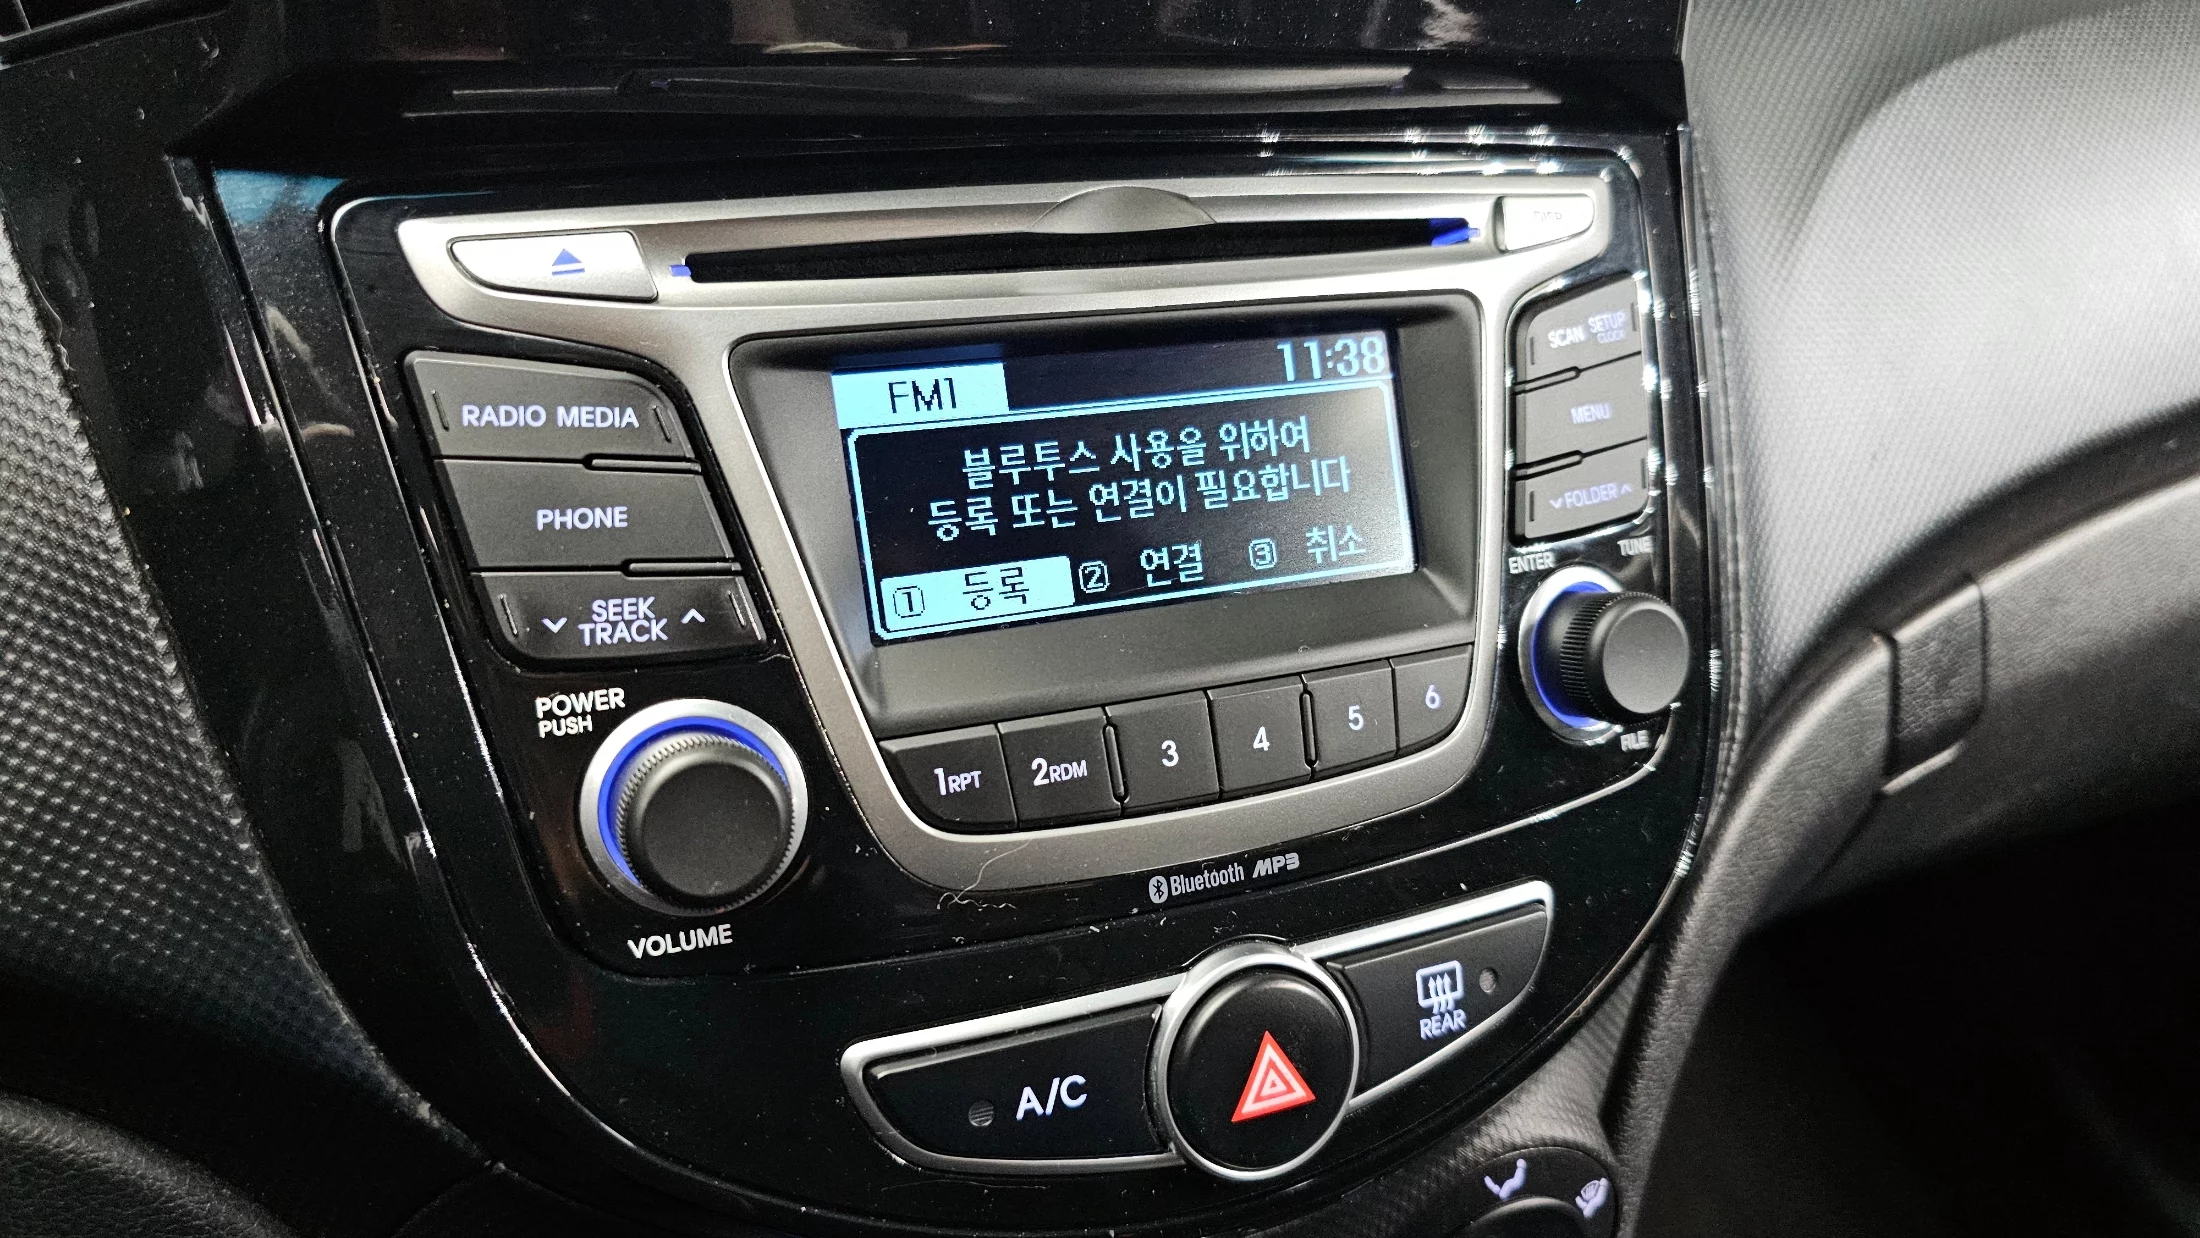 DISP
SCAN SETUP
CLOCK
RADIO MEDIA
MENU
PHONE
FOLDER
SEEK
TRACK
FM1 11:38
블루투스 사용을 위하여
등록 또는 연결이 필요합니다
1 등록 2 연결 3 취소
ENTER TUNE
FILE
POWER
PUSH
VOLUME
1RPT 2RDM 3 4 5 6
Bluetooth MP3
A/C
REAR